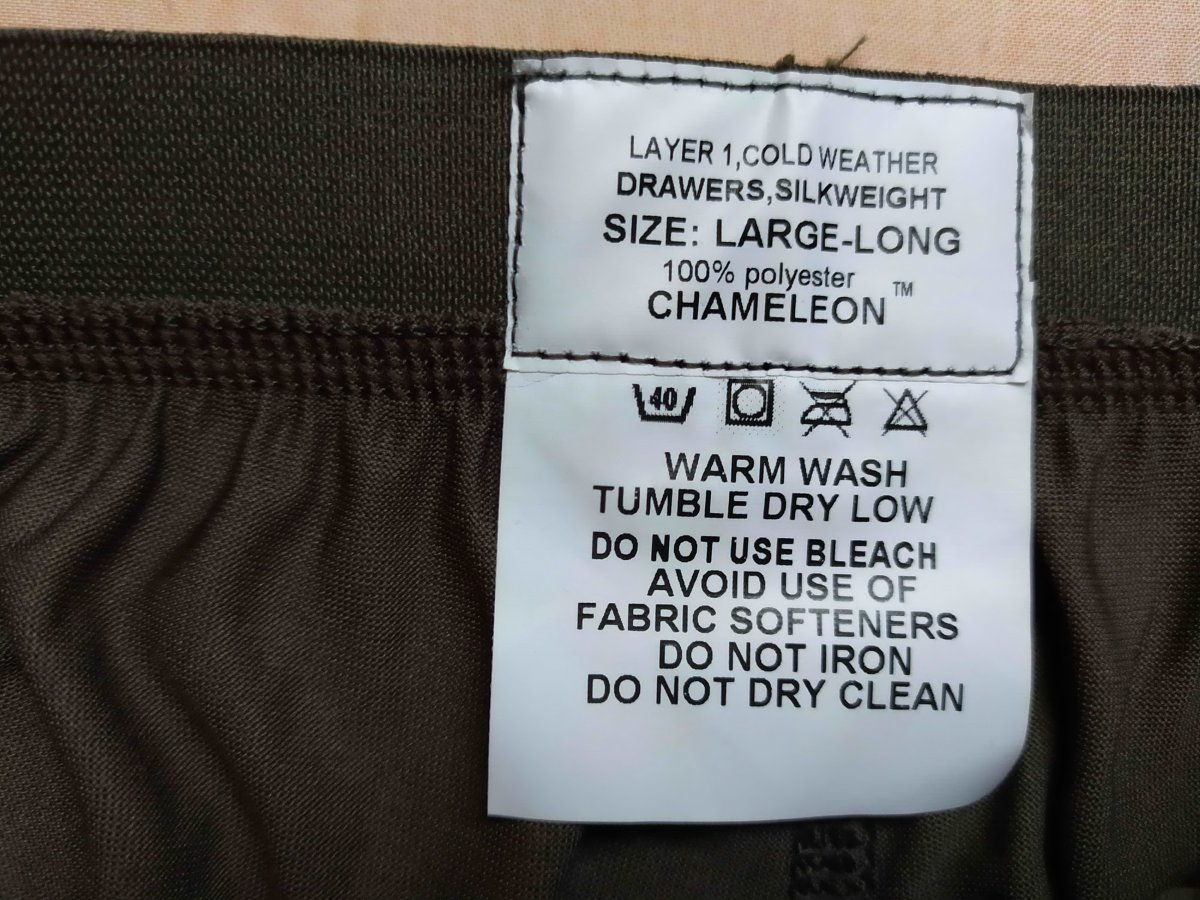 LAYER 1,COLD WEATHER
DRAWERS,SILKWEIGHT
SIZE: LARGE-LONG
100% polyester
CHAMELEON™
40
WARM WASH
TUMBLE DRY LOW
DO NOT USE BLEACH
AVOID USE OF
FABRIC SOFTENERS
DO NOT IRON
DO NOT DRY CLEAN